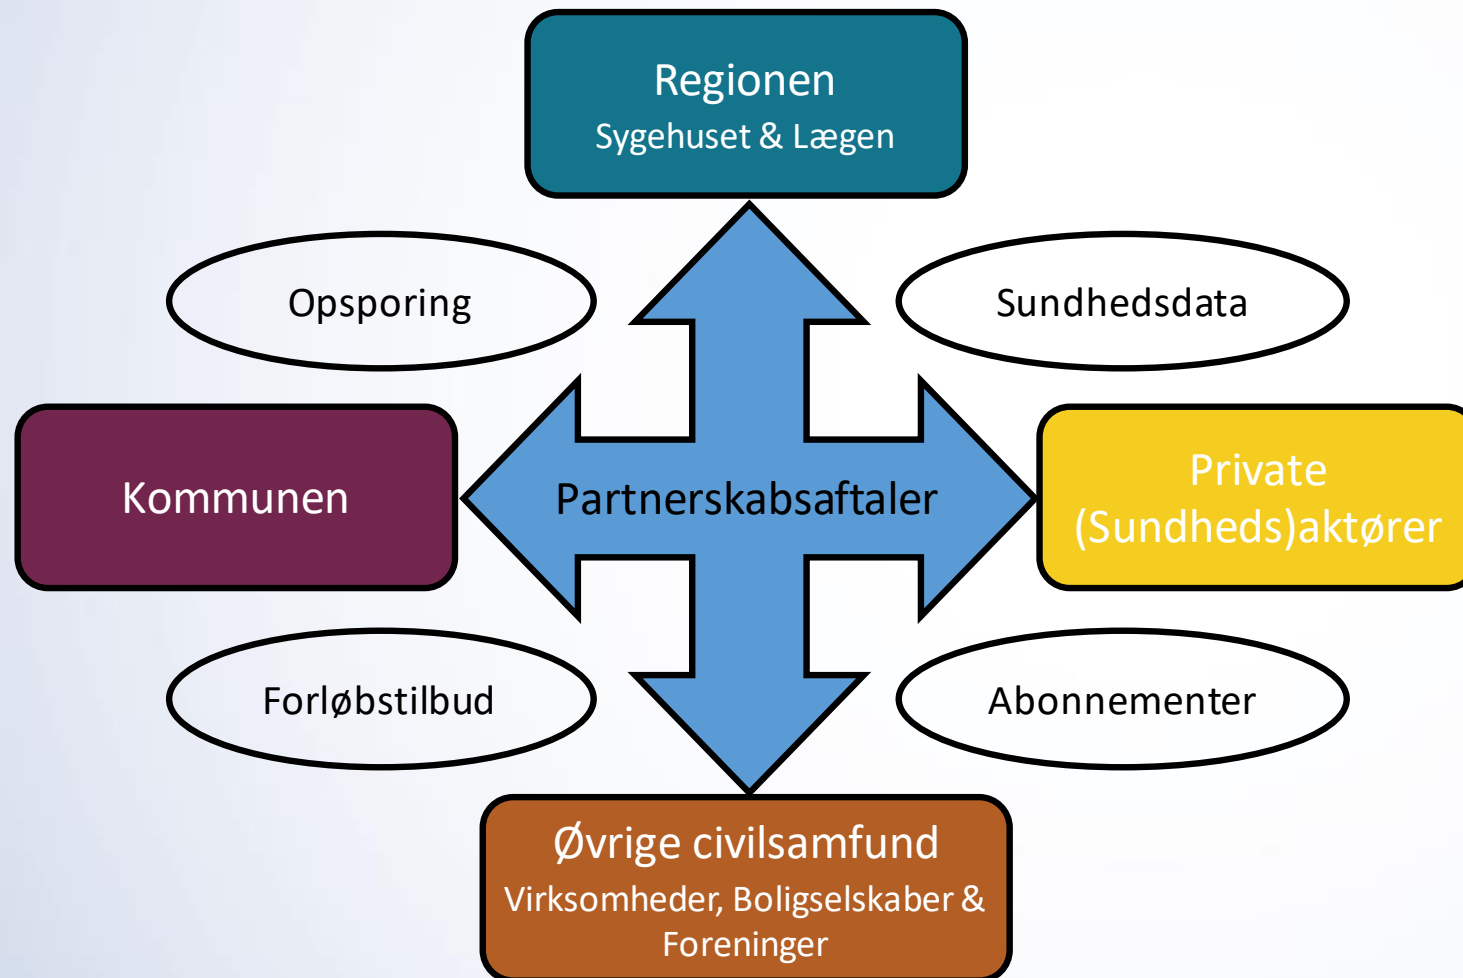 Regionen
Sygehuset & Lægen
Opsporing
Sundhedsdata
Kommunen
Partnerskabsaftaler
Private
(Sundheds)aktører
Forløbstilbud
Abonnementer
Øvrige civilsamfund
Virksomheder, Boligselskaber &
Foreninger